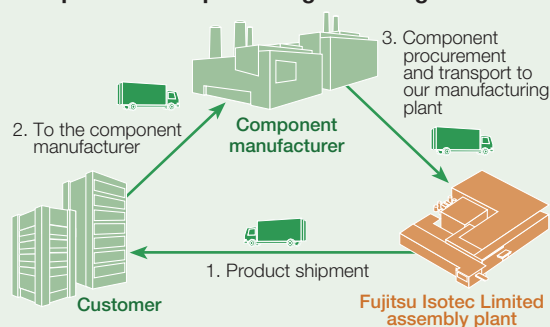 3. Component
procurement
and transport to
our manufacturing
plant
2. To the component
manufacturer
Component
manufacturer
1. Product shipment
Customer
Fujitsu Isotec Limited
assembly plant